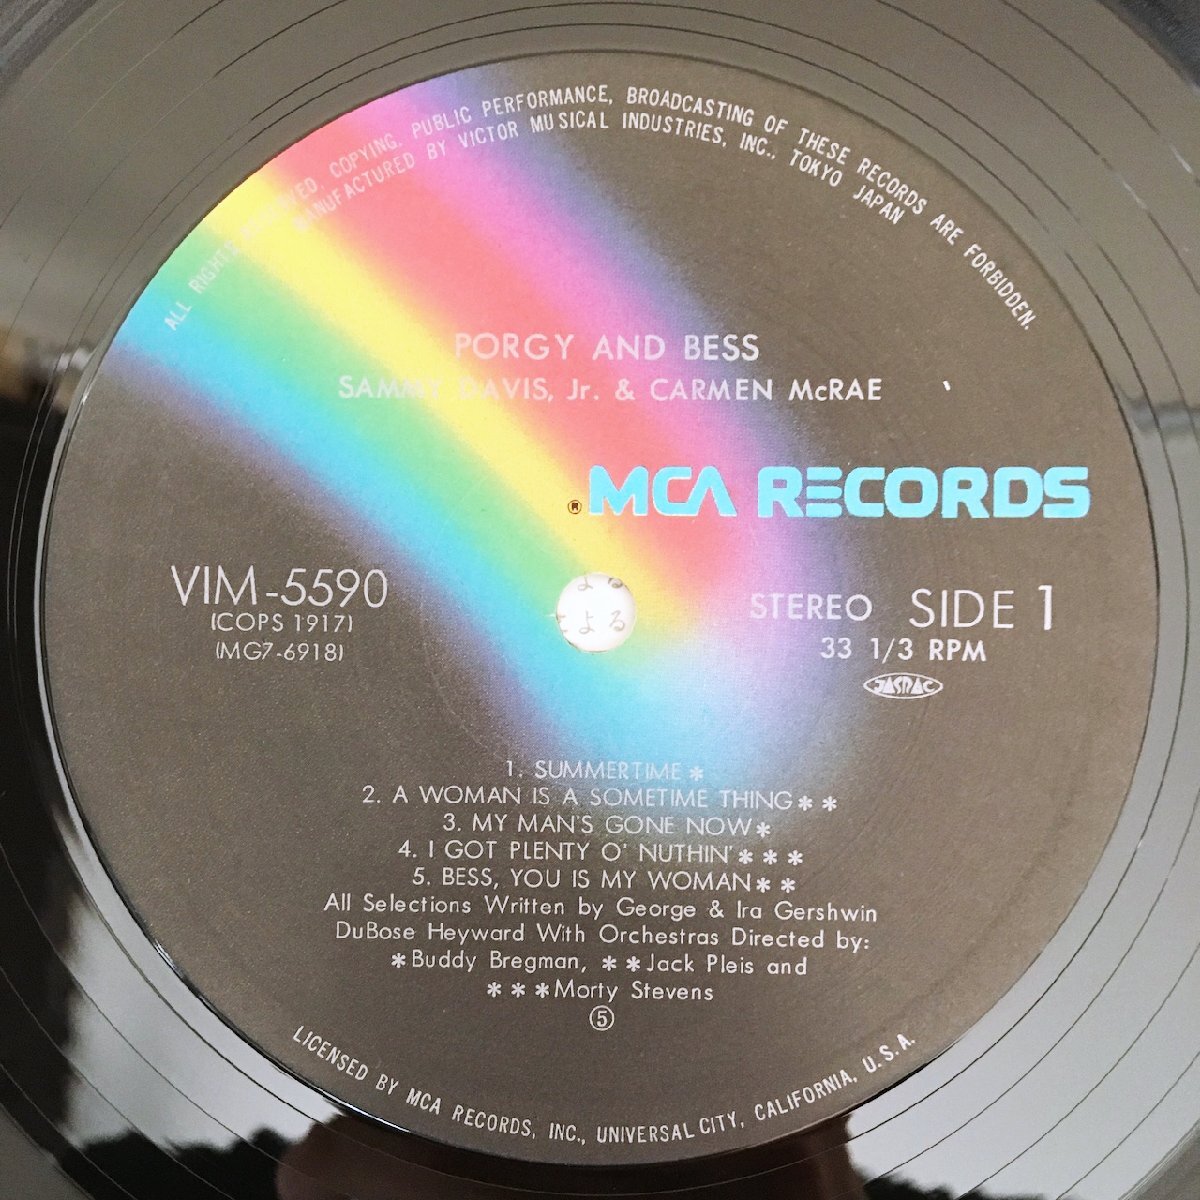 ALL RIGHTS RESERVED. COPYING. PUBLIC PERFORMANCE, BROADCASTING OF THESE RECORDS ARE FORBIDDEN.
MANUFACTURED BY VICTOR MUSICAL INDUSTRIES, INC., TOKYO JAPAN
PORGY AND BESS
SAMMY DAVIS, Jr. & CARMEN McRAE
MCA RECORDS
VIM-5590
(COPS 1917)
(MG7-6918)
STEREO SIDE 1
33 1/3 RPM
JASRAC
よる
1. SUMMERTIME *
2. A WOMAN IS A SOMETIME THING * *
3. MY MAN'S GONE NOW *
4. I GOT PLENTY O' NUTHIN' * * *
5. BESS, YOU IS MY WOMAN * *
All Selections Written by George & Ira Gershwin
DuBose Heyward With Orchestras Directed by:
*Buddy Bregman, * *Jack Pleis and
* * *Morty Stevens
⑤
LICENSED BY MCA RECORDS, INC., UNIVERSAL CITY, CALIFORNIA, U.S.A.